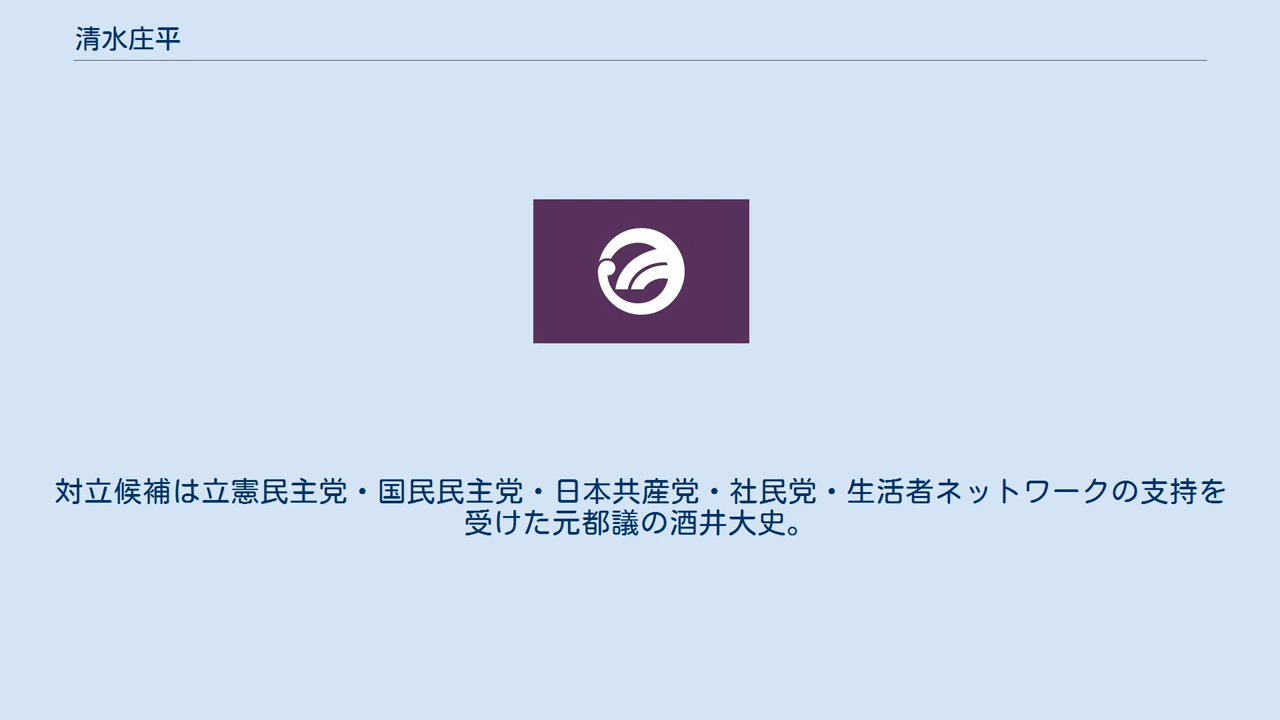 清水庄平
対立候補は立憲民主党・国民民主党・日本共産党・社民党・生活者ネットワークの支持を
受けた元都議の酒井大史。